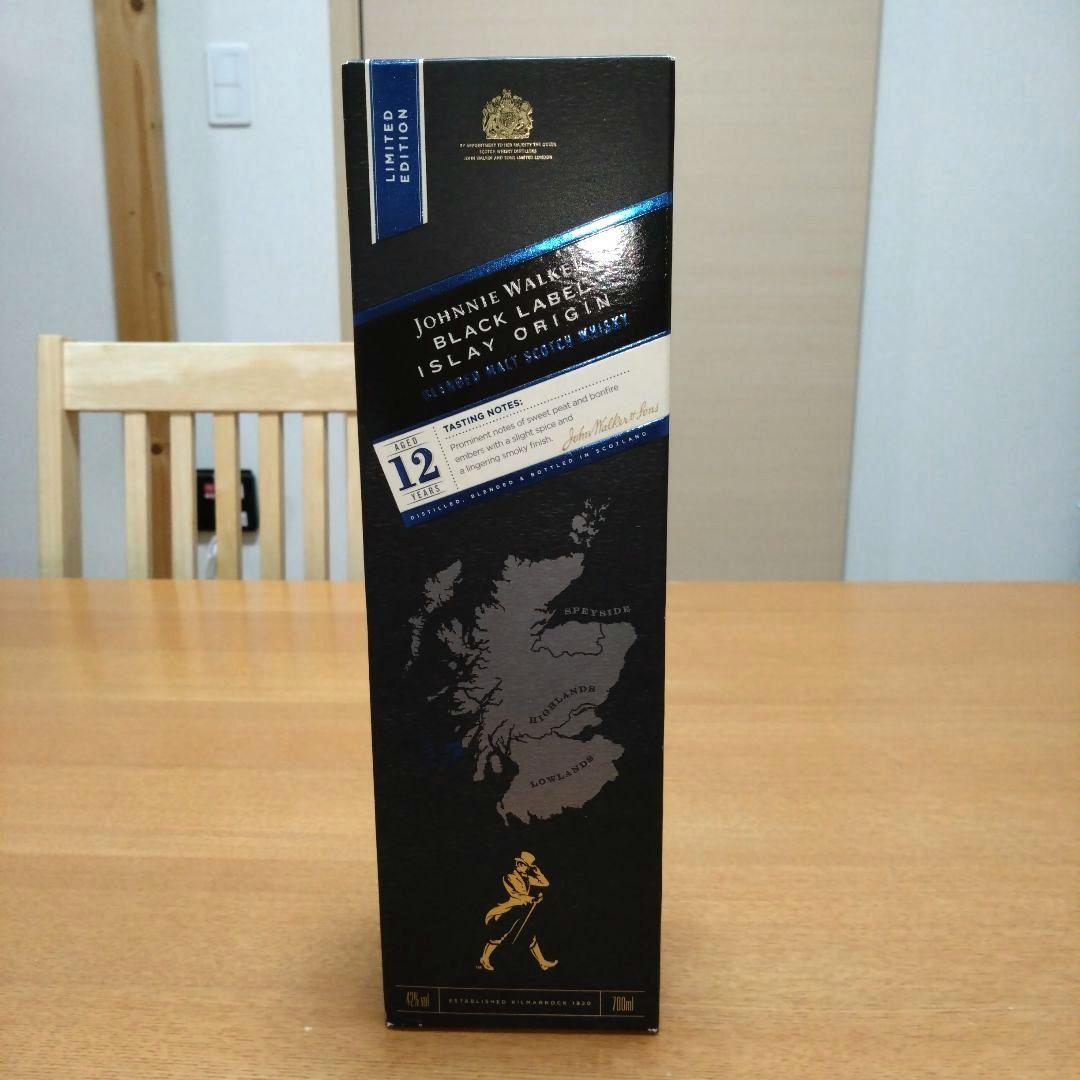 LIMITED
EDITION
BY APPOINTMENT TO HER MAJESTY THE QUEEN
SCOTCH WHISKY DISTILLERS
JOHN WALKER AND SONS LIMITED LONDON
JOHNNIE WALKER
BLACK LABEL
ISLAY ORIGIN
BLENDED MALT SCOTCH WHISKY
AGED
12
YEARS
TASTING NOTES:
Prominent notes of sweet peat and bonfire
embers with a slight spice and
a lingering smoky finish.
John Walker & Sons
DISTILLED, BLENDED & BOTTLED IN SCOTLAND
SPEYSIDE
HIGHLANDS
LOWLANDS
42% vol
ESTABLISHED KILMARNOCK 1820
700ml